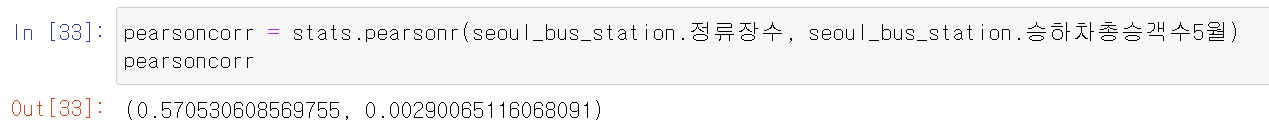 In [33]: pearsoncorr = stats.pearsonr(seoul_bus_station.정류장수, seoul_bus_station.승하차총승객수5월)
pearsoncorr
Out[33]: (0.570530608569755, 0.00290065116068091)